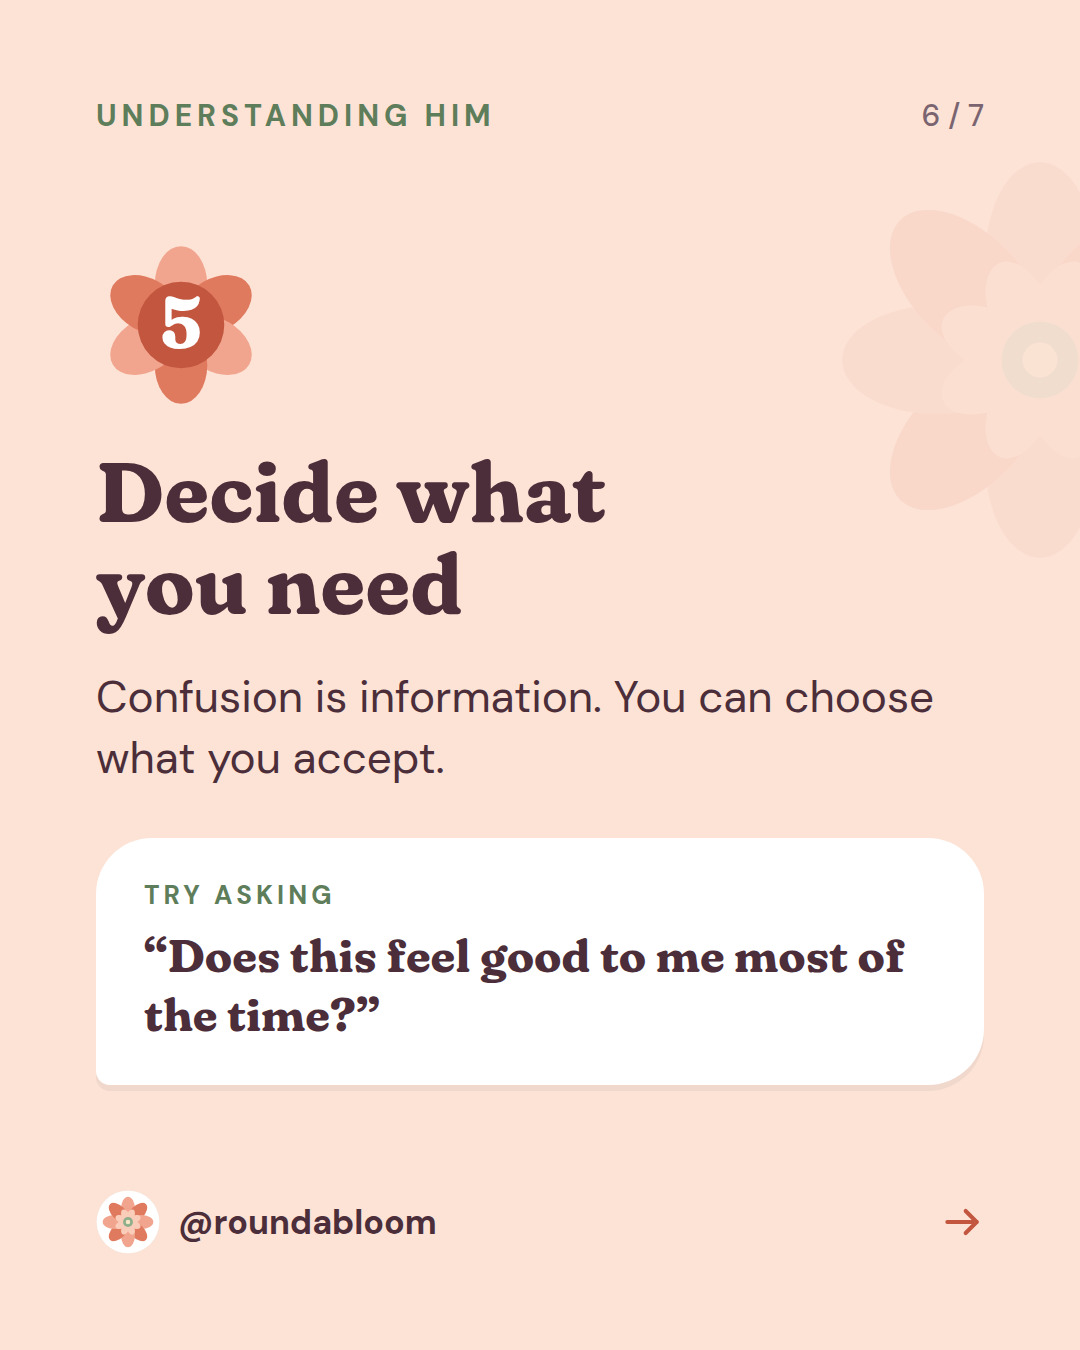 UNDERSTANDING HIM
6 / 7
5
Decide what
you need
Confusion is information. You can choose
what you accept.
TRY ASKING
“Does this feel good to me most of
the time?”
@roundabloom